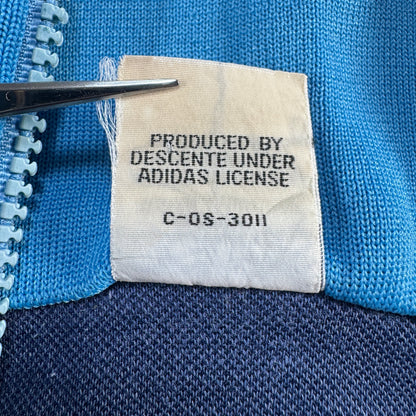 PRODUCED BY
DESCENTE UNDER
ADIDAS LICENSE
C-OS-3011